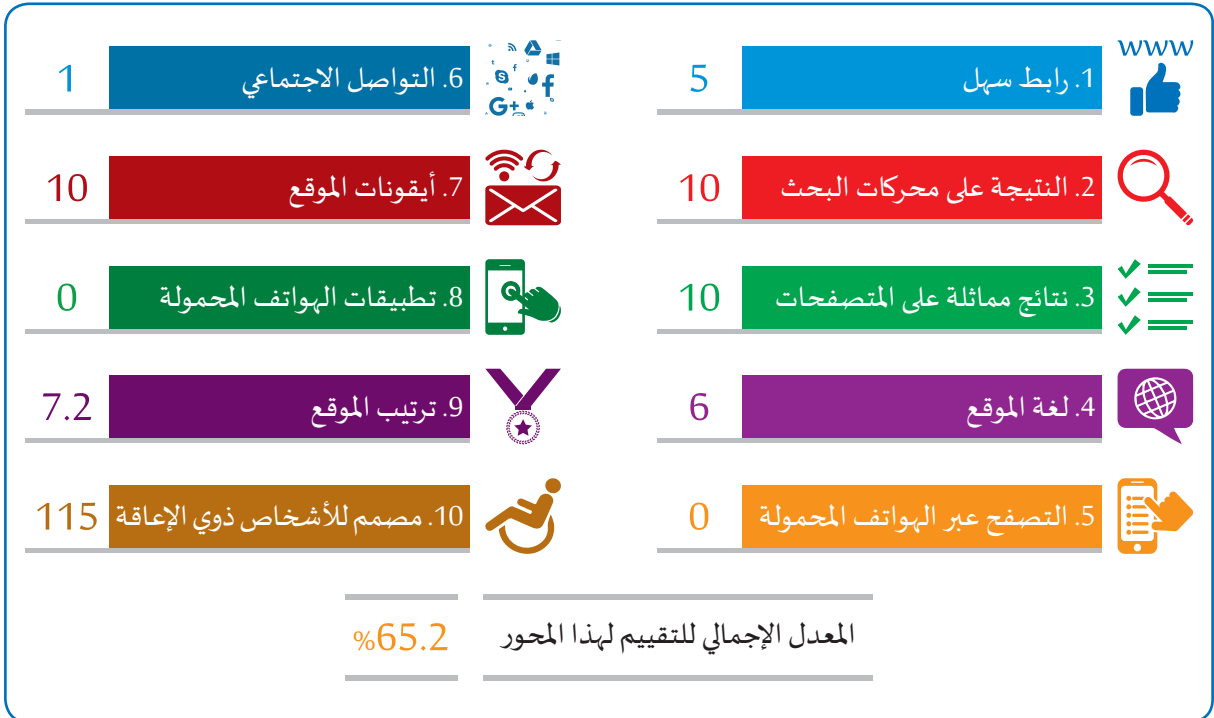 www
1. رابط سهل
5
2. النتيجة على محركات البحث
10
3. نتائج مماثلة على المتصفحات
10
4. لغة الموقع
6
5. التصفح عبر الهواتف المحمولة
0
6. التواصل الاجتماعي
1
7. أيقونات الموقع
10
8. تطبيقات الهواتف المحمولة
0
9. ترتيب الموقع
7.2
10. مصمم للأشخاص ذوي الإعاقة
115
المعدل الإجمالي للتقييم لهذا المحور
%65.2